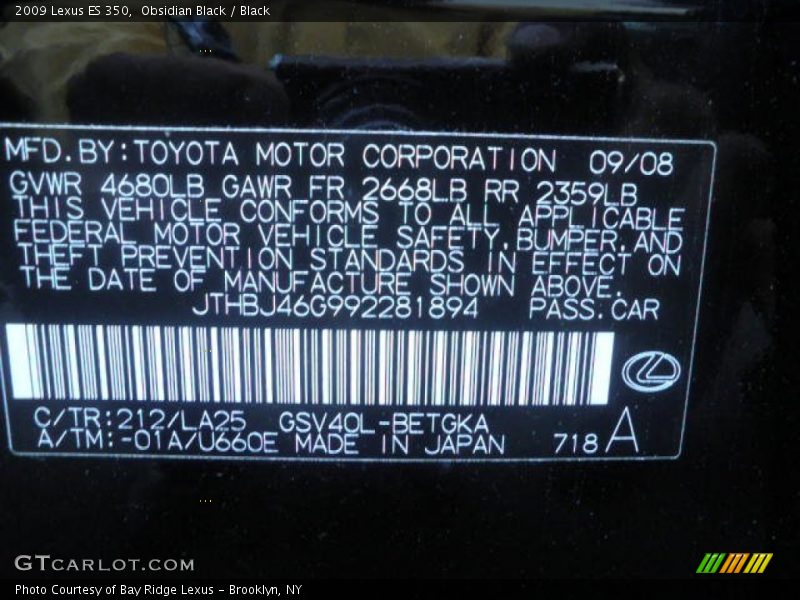 2009 Lexus ES 350, Obsidian Black / Black
MFD.BY:TOYOTA MOTOR CORPORATION 09/08
GVWR 4680LB GAWR FR 2668LB RR 2359LB
THIS VEHICLE CONFORMS TO ALL APPLICABLE
FEDERAL MOTOR VEHICLE SAFETY,BUMPER,AND
THEFT PREVENTION STANDARDS IN EFFECT ON
THE DATE OF MANUFACTURE SHOWN ABOVE.
JTHBJ46G992281894 PASS.CAR
C/TR:212/LA25 GSV40L-BETGKA
A/TM:-01A/U660E MADE IN JAPAN 718 A
GTCARLOT.COM
Photo Courtesy of Bay Ridge Lexus - Brooklyn, NY